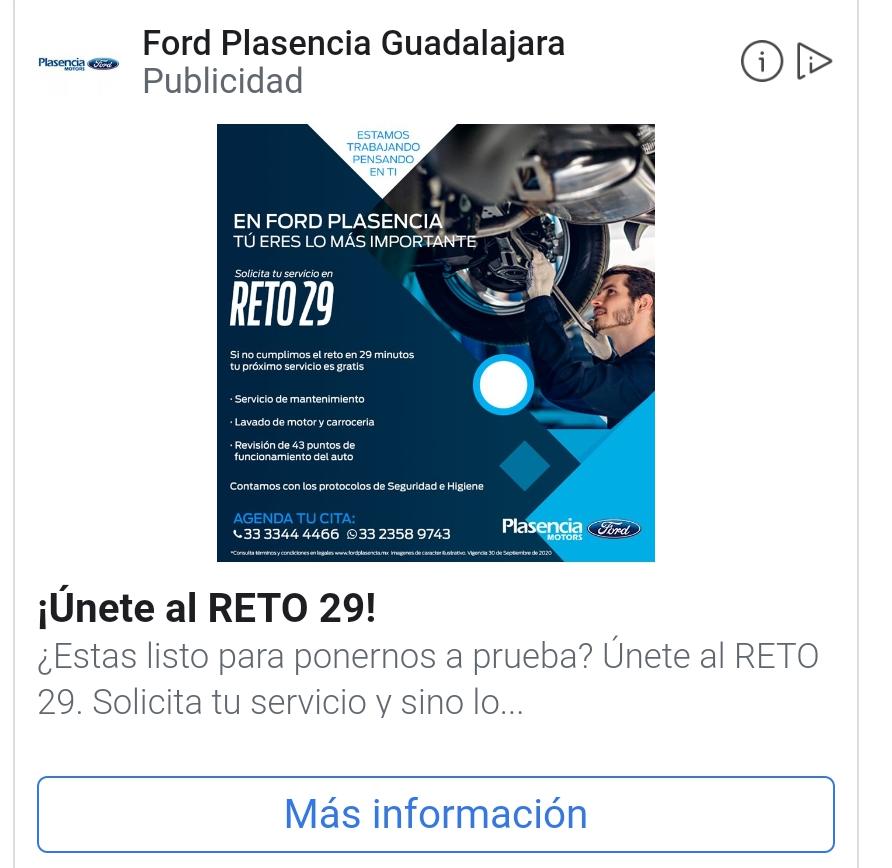 Plasencia
MOTORS
Ford
Ford Plasencia Guadalajara
Publicidad
ESTAMOS
TRABAJANDO
PENSANDO
EN TI
EN FORD PLASENCIA
TÚ ERES LO MÁS IMPORTANTE
Solicita tu servicio en
RETO 29
Si no cumplimos el reto en 29 minutos
tu próximo servicio es gratis
· Servicio de mantenimiento
· Lavado de motor y carroceria
· Revisión de 43 puntos de
funcionamiento del auto
Contamos con los protocolos de Seguridad e Higiene
AGENDA TU CITA:
33 3344 4466 33 2358 9743
Plasencia
MOTORS
Ford
*Consulta términos y condiciones en legales www.fordplasencia.mx Imagenes de caracter ilustrativo. Vigencia 30 de Septiembre de 2020
¡Únete al RETO 29!
¿Estas listo para ponernos a prueba? Únete al RETO
29. Solicita tu servicio y sino lo...
Más información